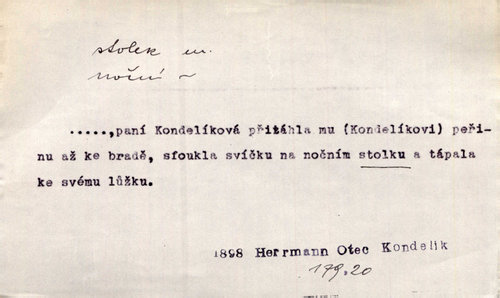 stolek m.
noční ~
.....,paní Kondelíková přitáhla mu (Kondelíkovi) peři-
nu až ke bradě, sfoukla svíčku na nočním stolku a tápala
ke svému lůžku.
1898 Herrmann Otec Kondelík
179.20